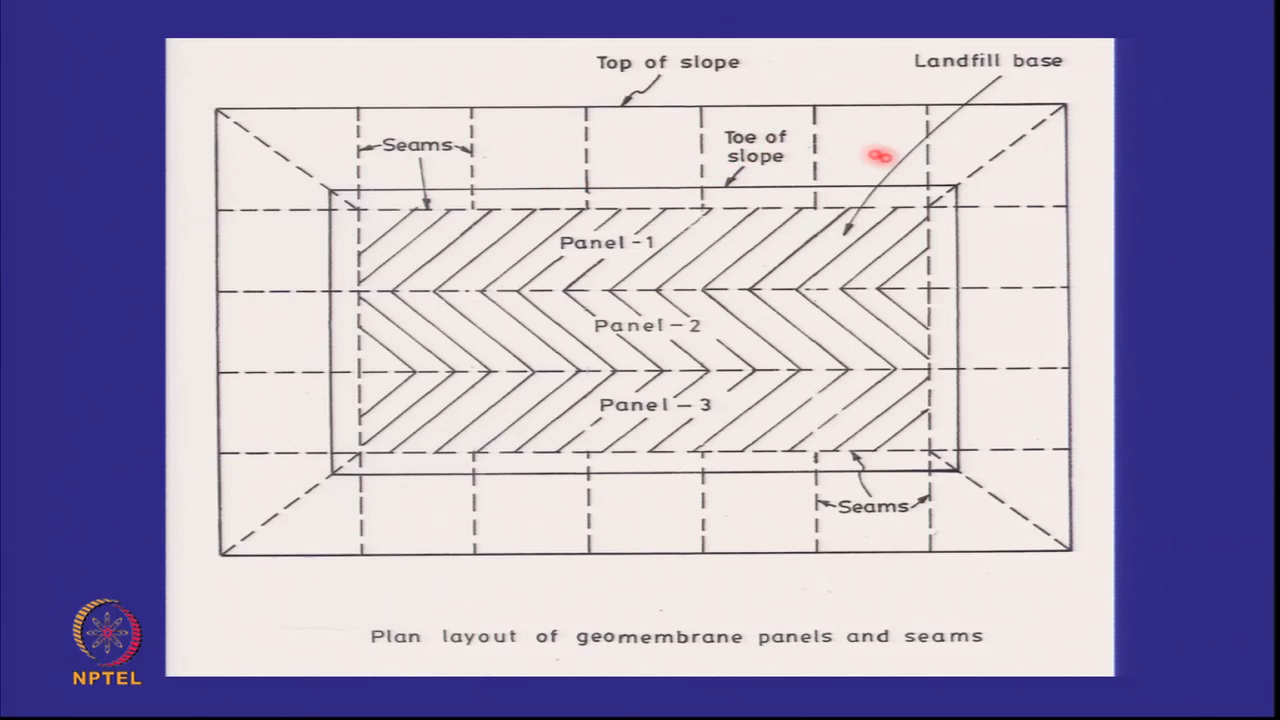 Top of slope
Landfill base
Seams
Toe of
slope
Panel-1
Panel-2
Panel-3
Seams
Plan layout of geomembrane panels and seams
NPTEL